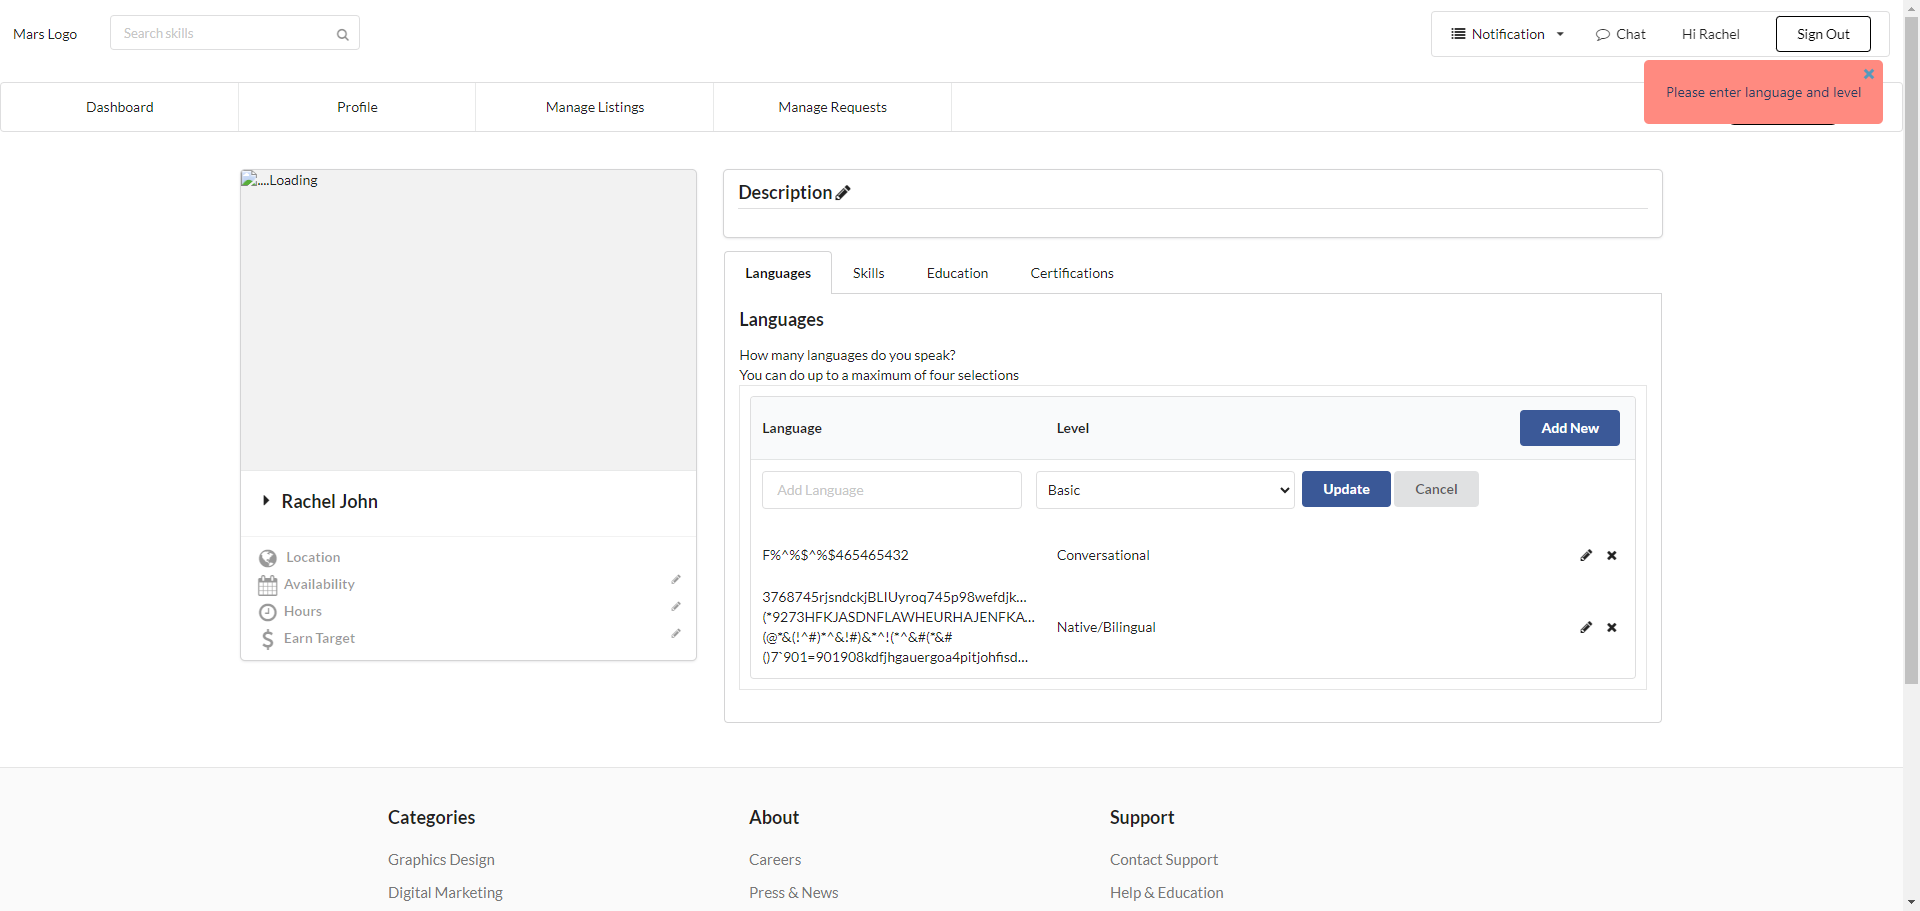 Mars Logo
Search skills
Notification
Chat
Hi Rachel
Sign Out
Please enter language and level
Dashboard
Profile
Manage Listings
Manage Requests
....Loading
Description
Languages
Skills
Education
Certifications
Languages
How many languages do you speak?
You can do up to a maximum of four selections
Language
Level
Add New
Add Language
Basic
Update
Cancel
F%^%$^%$465465432
Conversational
3768745rjsndckjBLIUyroq745p98wefdjk...
(*9273HFKJASDNFLAWHEURHAJENFKA...
(@*&(!^#)*^&!#)&*^!(*^&#(*&#
()7`901=901908kdfjhgauergoa4pitjohfisd...
Native/Bilingual
Rachel John
Location
Availability
Hours
Earn Target
Categories
About
Support
Graphics Design
Careers
Contact Support
Digital Marketing
Press & News
Help & Education